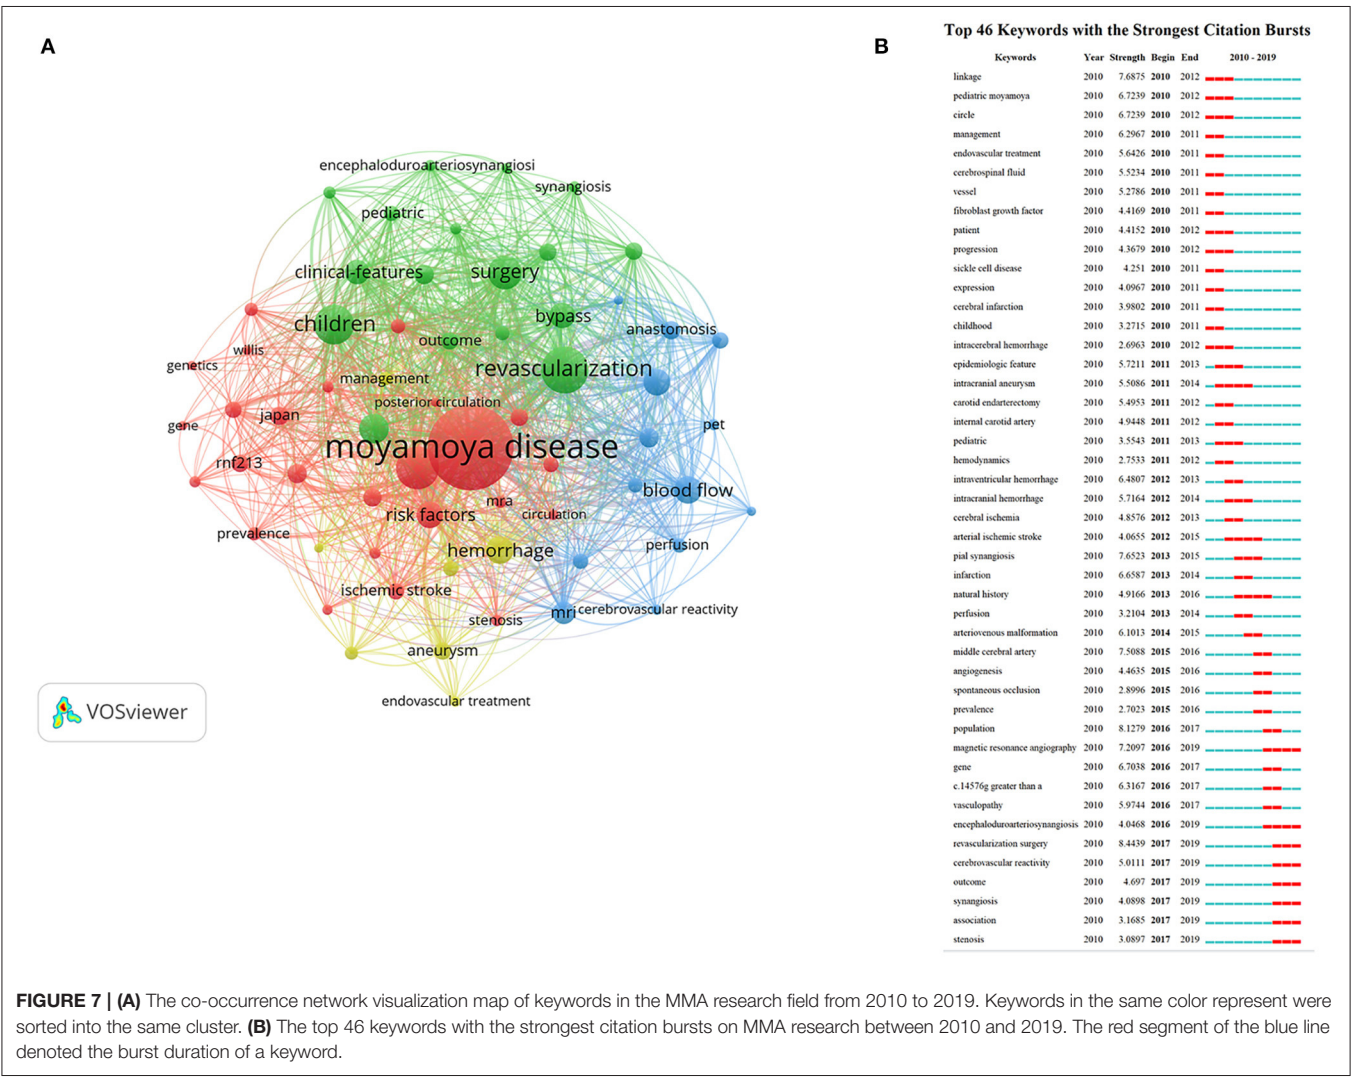 A
encephaloduroarteriosynangiosi
synangiosis
pediatric
clinical-features
surgery
children
bypass
anastomosis
outcome
willis
genetics
revascularization
management
posterior circulation
japan
gene
pet
moyamoya disease
rnf213
blood flow
mra
risk factors
circulation
prevalence
perfusion
hemorrhage
ischemic stroke
mri
cerebrovascular reactivity
stenosis
aneurysm
endovascular treatment
VOSviewer
B
Top 46 Keywords with the Strongest Citation Bursts
Keywords Year Strength Begin End 2010 - 2019
linkage 2010 7.6875 2010 2012
pediatric moyamoya 2010 6.7239 2010 2012
circle 2010 6.7239 2010 2012
management 2010 6.2967 2010 2011
endovascular treatment 2010 5.6426 2010 2011
cerebrospinal fluid 2010 5.5234 2010 2011
vessel 2010 5.2786 2010 2011
fibroblast growth factor 2010 4.4169 2010 2011
patient 2010 4.4152 2010 2012
progression 2010 4.3679 2010 2012
sickle cell disease 2010 4.251 2010 2011
expression 2010 4.0967 2010 2011
cerebral infarction 2010 3.9802 2010 2011
childhood 2010 3.2715 2010 2011
intracerebral hemorrhage 2010 2.6963 2010 2012
epidemiologic feature 2010 5.7211 2011 2013
intracranial aneurysm 2010 5.5086 2011 2014
carotid endarterectomy 2010 5.4953 2011 2012
internal carotid artery 2010 4.9448 2011 2012
pediatric 2010 3.5543 2011 2013
hemodynamics 2010 2.7533 2011 2012
intraventricular hemorrhage 2010 6.4807 2012 2013
intracranial hemorrhage 2010 5.7164 2012 2014
cerebral ischemia 2010 4.8576 2012 2013
arterial ischemic stroke 2010 4.0655 2012 2015
pial synangiosis 2010 7.6523 2013 2015
infarction 2010 6.6587 2013 2014
natural history 2010 4.9166 2013 2016
perfusion 2010 3.2104 2013 2014
arteriovenous malformation 2010 6.1013 2014 2015
middle cerebral artery 2010 7.5088 2015 2016
angiogenesis 2010 4.4635 2015 2016
spontaneous occlusion 2010 2.8996 2015 2016
prevalence 2010 2.7023 2015 2016
population 2010 8.1279 2016 2017
magnetic resonance angiography 2010 7.2097 2016 2019
gene 2010 6.7038 2016 2017
c.14576g greater than a 2010 6.3167 2016 2017
vasculopathy 2010 5.9744 2016 2017
encephaloduroarteriosynangiosis 2010 4.0468 2016 2019
revascularization surgery 2010 8.4439 2017 2019
cerebrovascular reactivity 2010 5.0111 2017 2019
outcome 2010 4.697 2017 2019
synangiosis 2010 4.0898 2017 2019
association 2010 3.1685 2017 2019
stenosis 2010 3.0897 2017 2019
FIGURE 7 | (A) The co-occurrence network visualization map of keywords in the MMA research field from 2010 to 2019. Keywords in the same color represent were
sorted into the same cluster. (B) The top 46 keywords with the strongest citation bursts on MMA research between 2010 and 2019. The red segment of the blue line
denoted the burst duration of a keyword.